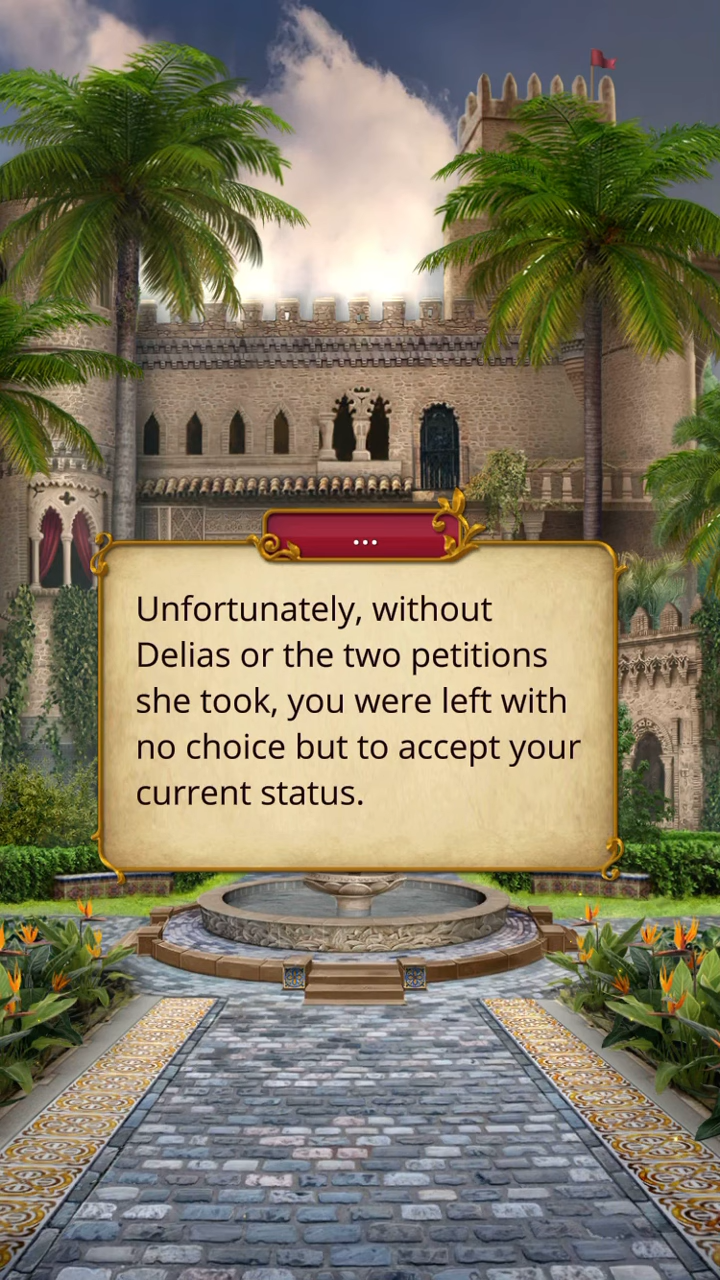 ...
Unfortunately, without
Delias or the two petitions
she took, you were left with
no choice but to accept your
current status.